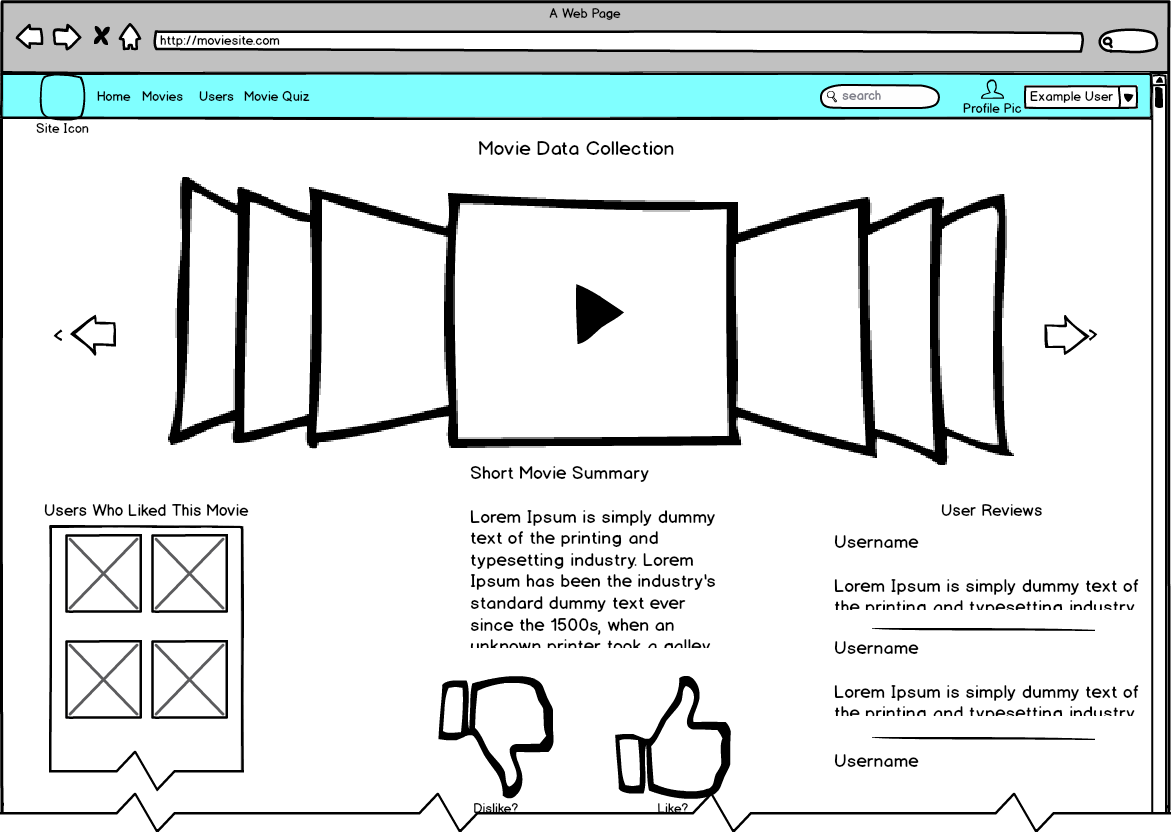 A Web Page
http://moviesite.com
Home Movies Users Movie Quiz
search
Profile Pic
Example User
Site Icon
Movie Data Collection
<
>
Short Movie Summary
Lorem Ipsum is simply dummy
text of the printing and
typesetting industry. Lorem
Ipsum has been the industry's
standard dummy text ever
since the 1500s, when an
unknown printer took a galley
Users Who Liked This Movie
User Reviews
Username
Lorem Ipsum is simply dummy text of
the printing and typesetting industry
Username
Lorem Ipsum is simply dummy text of
the printing and typesetting industry
Username
Dislike?
Like?